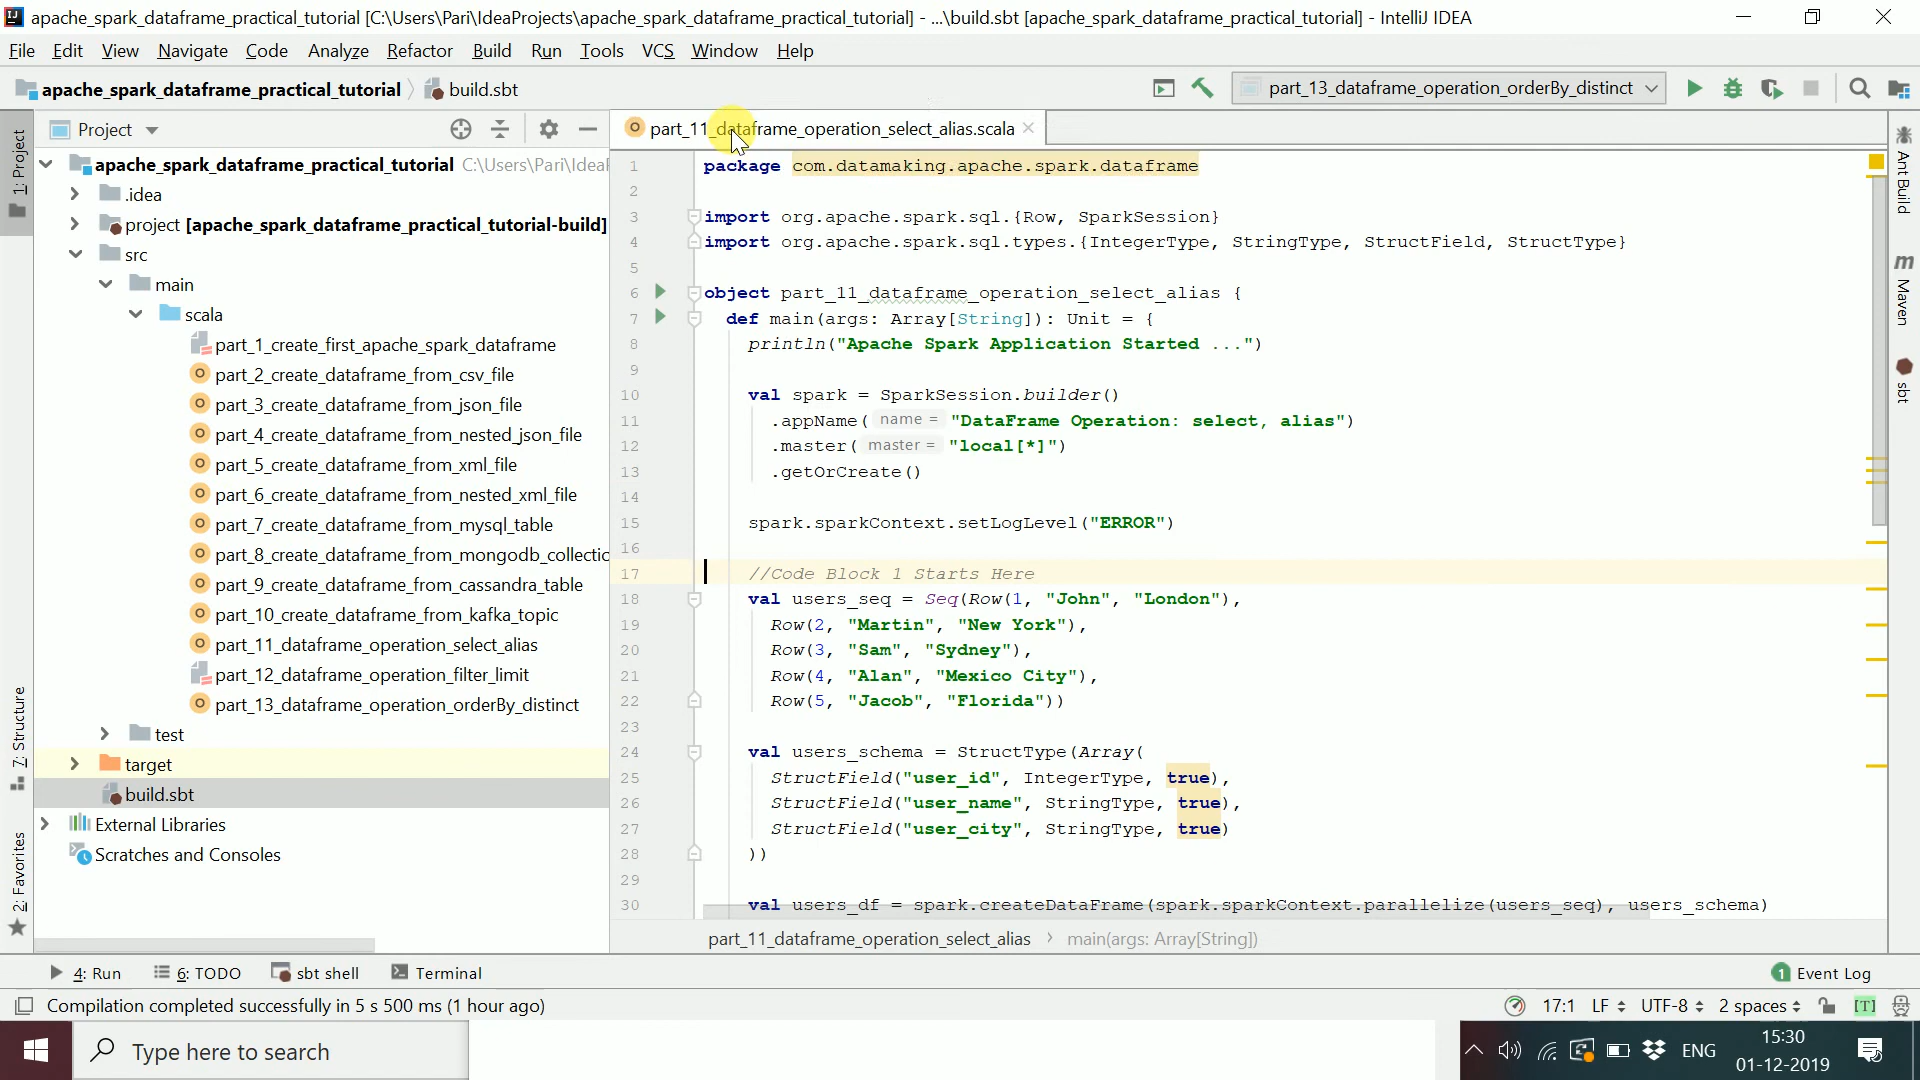 apache_spark_dataframe_practical_tutorial [C:\Users\Pari\IdeaProjects\apache_spark_dataframe_practical_tutorial] - ...\build.sbt [apache_spark_dataframe_practical_tutorial] - IntelliJ IDEA
File Edit View Navigate Code Analyze Refactor Build Run Tools VCS Window Help
apache_spark_dataframe_practical_tutorial build.sbt part_13_dataframe_operation_orderBy_distinct
1: Project
7: Structure
2: Favorites
Project
apache_spark_dataframe_practical_tutorial C:\Users\Pari\Idea
.idea
project [apache_spark_dataframe_practical_tutorial-build]
src
main
scala
part_1_create_first_apache_spark_dataframe
part_2_create_dataframe_from_csv_file
part_3_create_dataframe_from_json_file
part_4_create_dataframe_from_nested_json_file
part_5_create_dataframe_from_xml_file
part_6_create_dataframe_from_nested_xml_file
part_7_create_dataframe_from_mysql_table
part_8_create_dataframe_from_mongodb_collectic
part_9_create_dataframe_from_cassandra_table
part_10_create_dataframe_from_kafka_topic
part_11_dataframe_operation_select_alias
part_12_dataframe_operation_filter_limit
part_13_dataframe_operation_orderBy_distinct
test
target
build.sbt
External Libraries
Scratches and Consoles
part_11_dataframe_operation_select_alias.scala
1 package com.datamaking.apache.spark.dataframe
2
3 import org.apache.spark.sql.{Row, SparkSession}
4 import org.apache.spark.sql.types.{IntegerType, StringType, StructField, StructType}
5
6 object part_11_dataframe_operation_select_alias {
7 def main(args: Array[String]): Unit = {
8 println("Apache Spark Application Started ...")
9
10 val spark = SparkSession.builder()
11 .appName( name = "DataFrame Operation: select, alias")
12 .master( master = "local[*]")
13 .getOrCreate()
14
15 spark.sparkContext.setLogLevel("ERROR")
16
17 //Code Block 1 Starts Here
18 val users_seq = Seq(Row(1, "John", "London"),
19 Row(2, "Martin", "New York"),
20 Row(3, "Sam", "Sydney"),
21 Row(4, "Alan", "Mexico City"),
22 Row(5, "Jacob", "Florida"))
23
24 val users_schema = StructType(Array(
25 StructField("user_id", IntegerType, true),
26 StructField("user_name", StringType, true),
27 StructField("user_city", StringType, true)
28 ))
29
30 val users_df = spark.createDataFrame(spark.sparkContext.parallelize(users_seq), users_schema)
part_11_dataframe_operation_select_alias main(args: Array[String])
Ant Build
m Maven
sbt
4: Run 6: TODO sbt shell Terminal 1 Event Log
Compilation completed successfully in 5 s 500 ms (1 hour ago) 17:1 LF UTF-8 2 spaces [T]
Type here to search ENG 15:30
01-12-2019